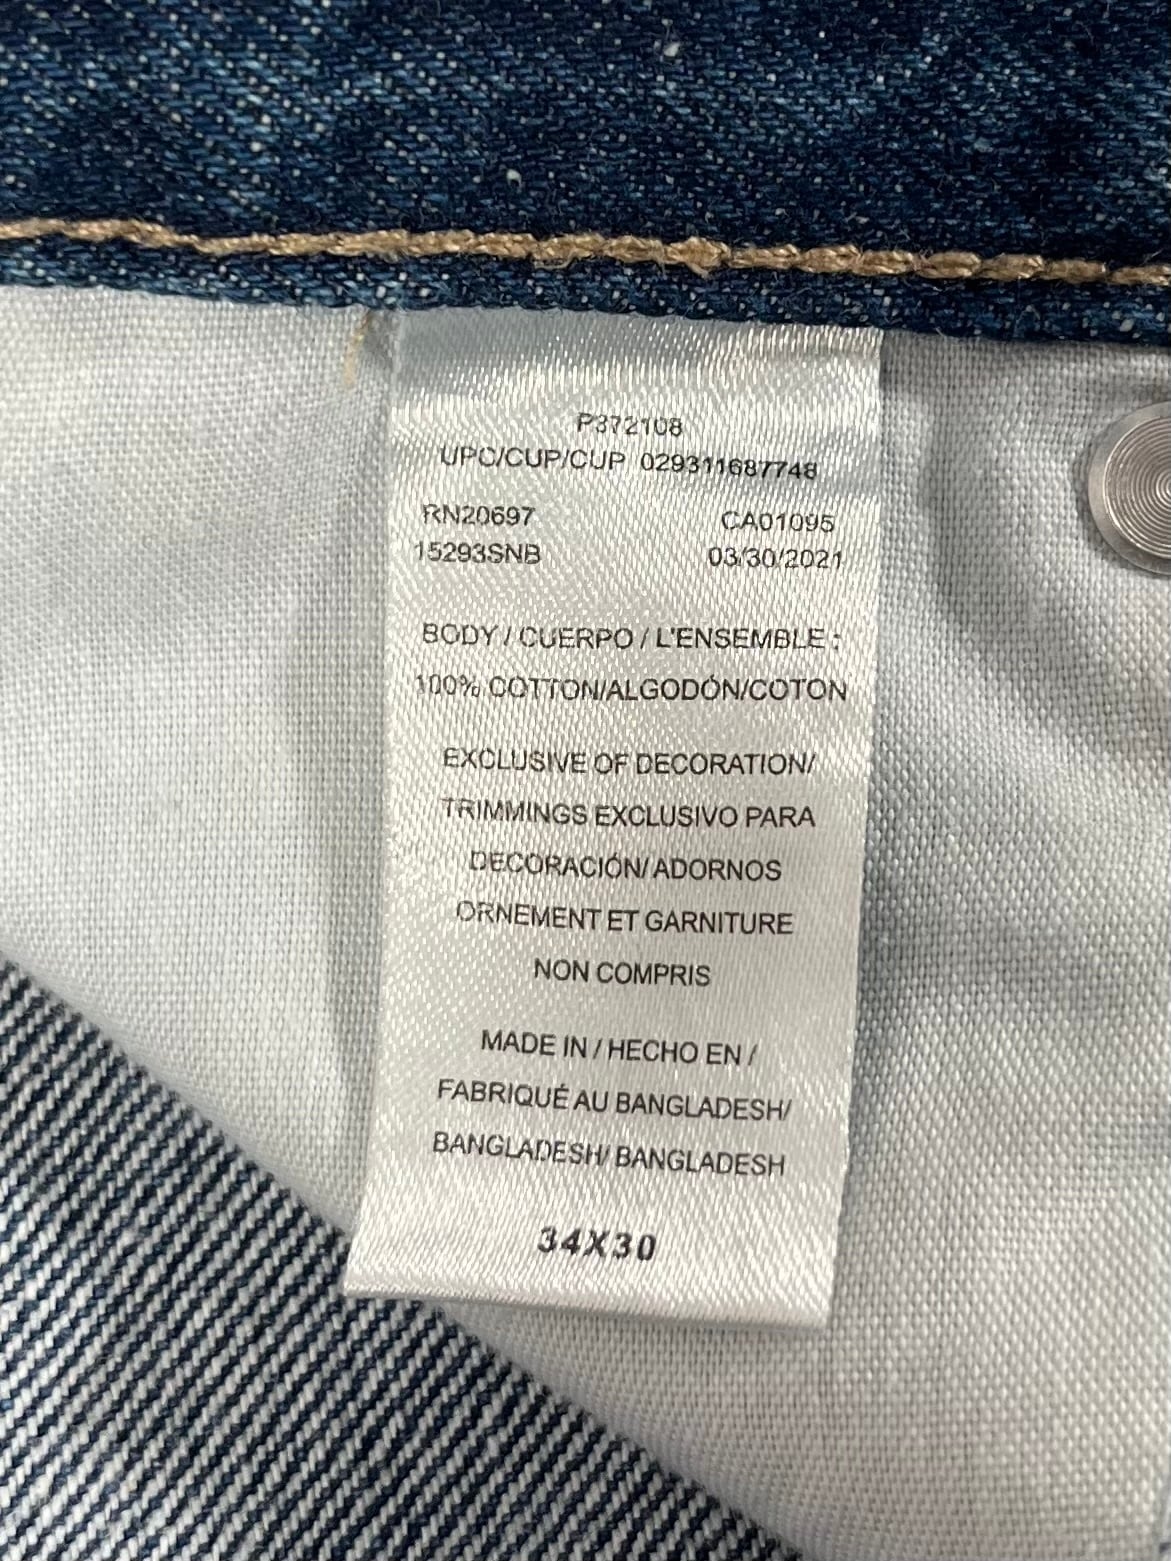 P372108
UPC/CUP/CUP 029311687748
RN20697 CA01095
15293SNB 03/30/2021
BODY / CUERPO / L'ENSEMBLE :
100% COTTON/ALGODÓN/COTON
EXCLUSIVE OF DECORATION/
TRIMMINGS EXCLUSIVO PARA
DECORACIÓN/ ADORNOS
ORNEMENT ET GARNITURE
NON COMPRIS
MADE IN / HECHO EN /
FABRIQUÉ AU BANGLADESH/
BANGLADESH/ BANGLADESH
34X30